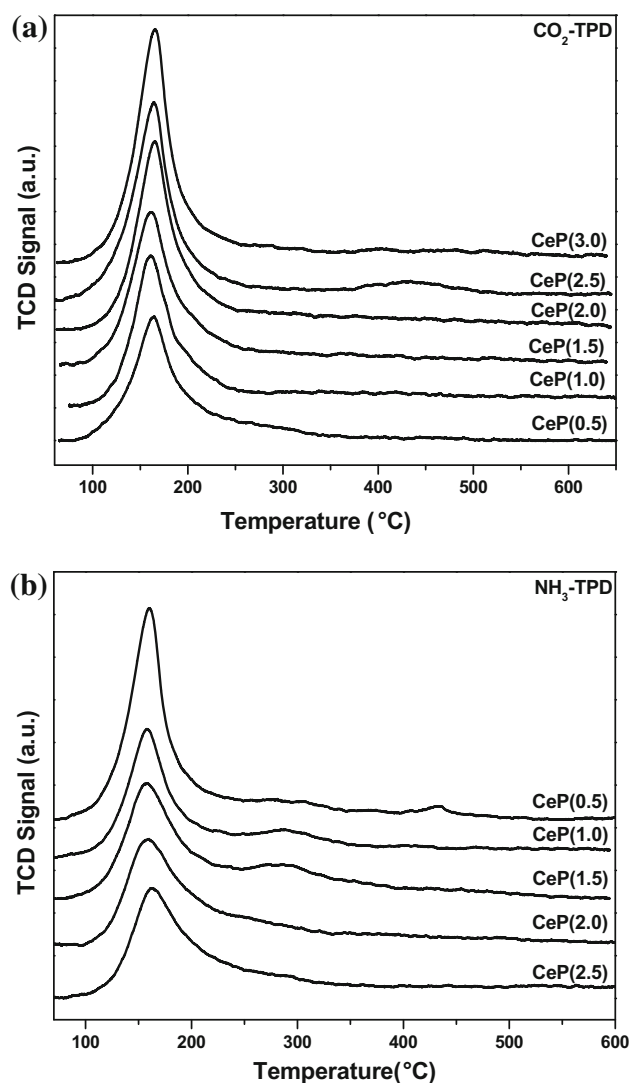 (a)
CO₂-TPD
TCD Signal (a.u.)
CeP(3.0)
CeP(2.5)
CeP(2.0)
CeP(1.5)
CeP(1.0)
CeP(0.5)
100 200 300 400 500 600
Temperature (°C)
(b)
NH₃-TPD
TCD Signal (a.u.)
CeP(0.5)
CeP(1.0)
CeP(1.5)
CeP(2.0)
CeP(2.5)
100 200 300 400 500 600
Temperature(°C)